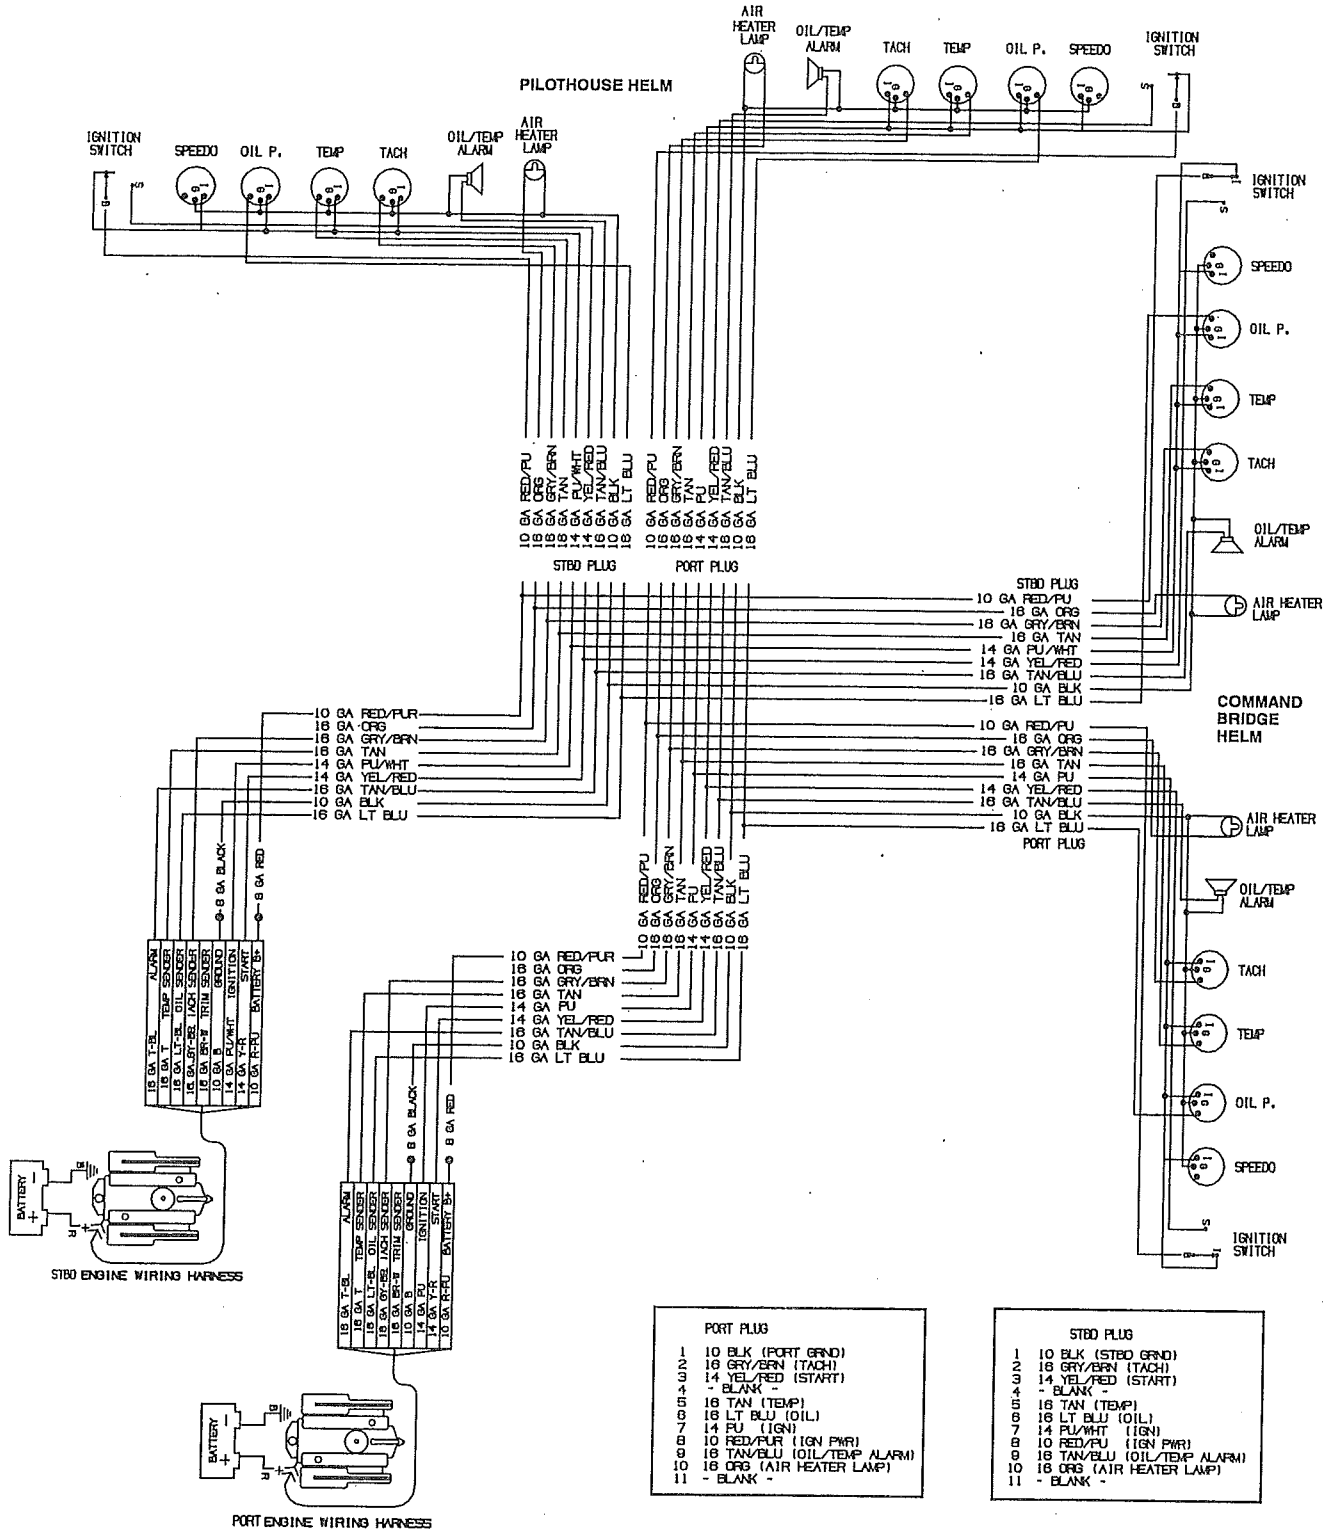 PILOTHOUSE HELM
AIR
HEATER
LAMP
OIL/TEMP
ALARM
TACH
TEMP
OIL P.
SPEEDO
IGNITION
SWITCH
I
G
I
G
I
G
I
G
S
B
IGNITION
SWITCH
SPEEDO
OIL P.
TEMP
TACH
OIL/TEMP
ALARM
AIR
HEATER
LAMP
B
S
G I
G I
G I
G I
B
I
IGNITION
SWITCH
S
SPEEDO
G I
OIL P.
G I
TEMP
G I
TACH
G I
OIL/TEMP
ALARM
AIR HEATER
LAMP
10 GA RED/PU
16 GA ORG
16 GA GRY/BRN
16 GA TAN
14 GA PU/WHT
14 GA YEL/RED
16 GA TAN/BLU
10 GA BLK
16 GA LT BLU
STBD PLUG
10 GA RED/PU
16 GA ORG
16 GA GRY/BRN
16 GA TAN
14 GA PU
14 GA YEL/RED
16 GA TAN/BLU
10 GA BLK
16 GA LT BLU
PORT PLUG
STBD PLUG
10 GA RED/PU
16 GA ORG
16 GA GRY/BRN
16 GA TAN
14 GA PU/WHT
14 GA YEL/RED
16 GA TAN/BLU
10 GA BLK
16 GA LT BLU
COMMAND
BRIDGE
HELM
10 GA RED/PU
16 GA ORG
16 GA GRY/BRN
16 GA TAN
14 GA PU
14 GA YEL/RED
16 GA TAN/BLU
10 GA BLK
16 GA LT BLU
PORT PLUG
AIR HEATER
LAMP
OIL/TEMP
ALARM
TACH
I G
TEMP
I G
OIL P.
I G
SPEEDO
I G
S
IGNITION
SWITCH
B
I
10 GA RED/PUR
16 GA ORG
16 GA GRY/BRN
16 GA TAN
14 GA PU/WHT
14 GA YEL/RED
16 GA TAN/BLU
10 GA BLK
16 GA LT BLU
8 GA BLACK
8 GA RED
16 GA T-BL ALARM
16 GA T TEMP SENDER
16 GA LT-BL OIL SENDER
16 GA GY-BR TACH SENDER
16 GA BR-W TRIM SENDER
10 GA B GROUND
14 GA PU/WHT IGNITION
14 GA Y-R START
10 GA R-PU BATTERY B+
BATTERY
-
+
B
R
+
STBD ENGINE WIRING HARNESS
10 GA RED/PU
16 GA ORG
16 GA GRY/BRN
16 GA TAN
14 GA PU
14 GA YEL/RED
16 GA TAN/BLU
10 GA BLK
16 GA LT BLU
10 GA RED/PUR
16 GA ORG
16 GA GRY/BRN
16 GA TAN
14 GA PU
14 GA YEL/RED
16 GA TAN/BLU
10 GA BLK
16 GA LT BLU
8 GA BLACK
8 GA RED
16 GA T-BL ALARM
16 GA T TEMP SENDER
16 GA LT-BL OIL SENDER
16 GA GY-BR TACH SENDER
16 GA BR-W TRIM SENDER
10 GA B GROUND
14 GA PU IGNITION
14 GA Y-R START
10 GA R-PU BATTERY B+
BATTERY
-
+
B
R
+
PORT ENGINE WIRING HARNESS
PORT PLUG
1 10 BLK (PORT GRND)
2 16 GRY/BRN (TACH)
3 14 YEL/RED (START)
4 - BLANK -
5 16 TAN (TEMP)
6 16 LT BLU (OIL)
7 14 PU (IGN)
8 10 RED/PUR (IGN PWR)
9 16 TAN/BLU (OIL/TEMP ALARM)
10 16 ORG (AIR HEATER LAMP)
11 - BLANK -
STBD PLUG
1 10 BLK (STBD GRND)
2 16 GRY/BRN (TACH)
3 14 YEL/RED (START)
4 - BLANK -
5 16 TAN (TEMP)
6 16 LT BLU (OIL)
7 14 PU/WHT (IGN)
8 10 RED/PU (IGN PWR)
9 16 TAN/BLU (OIL/TEMP ALARM)
10 16 ORG (AIR HEATER LAMP)
11 - BLANK -